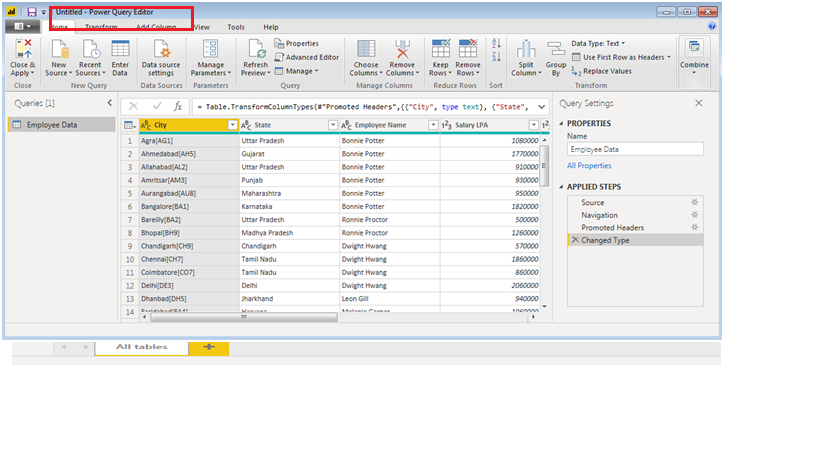 Untitled - Power Query Editor
Home Transform Add Column View Tools Help
Close & Apply New Source Recent Sources Enter Data Data source settings Manage Parameters Refresh Preview Properties Advanced Editor Manage Choose Columns Remove Columns Keep Rows Remove Rows Split Column Group By Data Type: Text Use First Row as Headers Replace Values Combine
Close New Query Data Sources Parameters Query Manage Columns Reduce Rows Sort Transform
Queries [1]
Employee Data
fx = Table.TransformColumnTypes(#"Promoted Headers",{{"City", type text}, {"State",
City State Employee Name Salary LPA
1 Agra[AG1] Uttar Pradesh Bonnie Potter 1080000
2 Ahmedabad[AH5] Gujarat Bonnie Potter 1770000
3 Allahabad[AL2] Uttar Pradesh Bonnie Potter 910000
4 Amritsar[AM3] Punjab Bonnie Potter 930000
5 Aurangabad[AU8] Maharashtra Bonnie Potter 950000
6 Bangalore[BA1] Karnataka Bonnie Potter 1820000
7 Bareilly[BA2] Uttar Pradesh Ronnie Proctor 500000
8 Bhopal[BH9] Madhya Pradesh Ronnie Proctor 1260000
9 Chandigarh[CH9] Chandigarh Dwight Hwang 570000
10 Chennai[CH7] Tamil Nadu Dwight Hwang 1860000
11 Coimbatore[CO7] Tamil Nadu Dwight Hwang 860000
12 Delhi[DE3] Delhi Dwight Hwang 2060000
13 Dhanbad[DH5] Jharkhand Leon Gill 940000
14
Query Settings
PROPERTIES
Name
Employee Data
All Properties
APPLIED STEPS
Source
Navigation
Promoted Headers
Changed Type
All tables